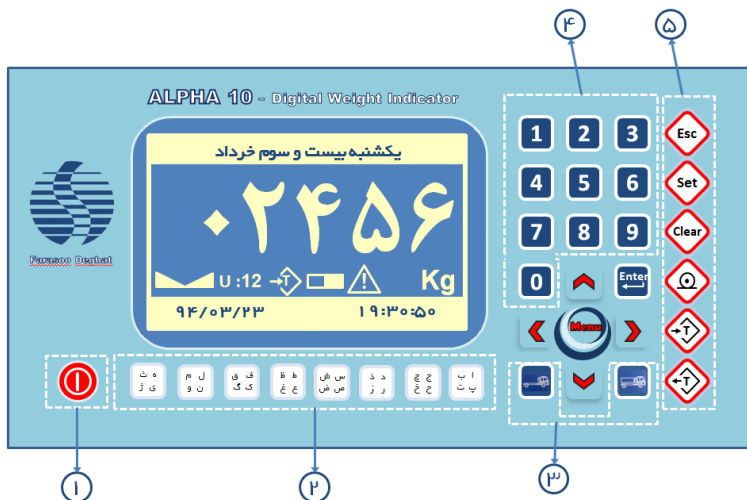 ۴
۵
ALPHA 10 - Digital Weight Indicator
یکشنبه بیست و سوم خرداد
۰۲۴۵۶
U :12 T Kg
۹۴/۰۳/۲۳ ۱۹:۳۰:۵۰
Farasoo Deghat
1 2 3
4 5 6
7 8 9
0 Enter
Menu
Esc
Set
Clear
T
T
ه ث
ی ژ
ل م
ن و
ف ق
ک گ
ط ظ
ع غ
س ش
ص ض
د ذ
ر ز
ج چ
ح خ
ا ب
پ ت
۱
۲
۳